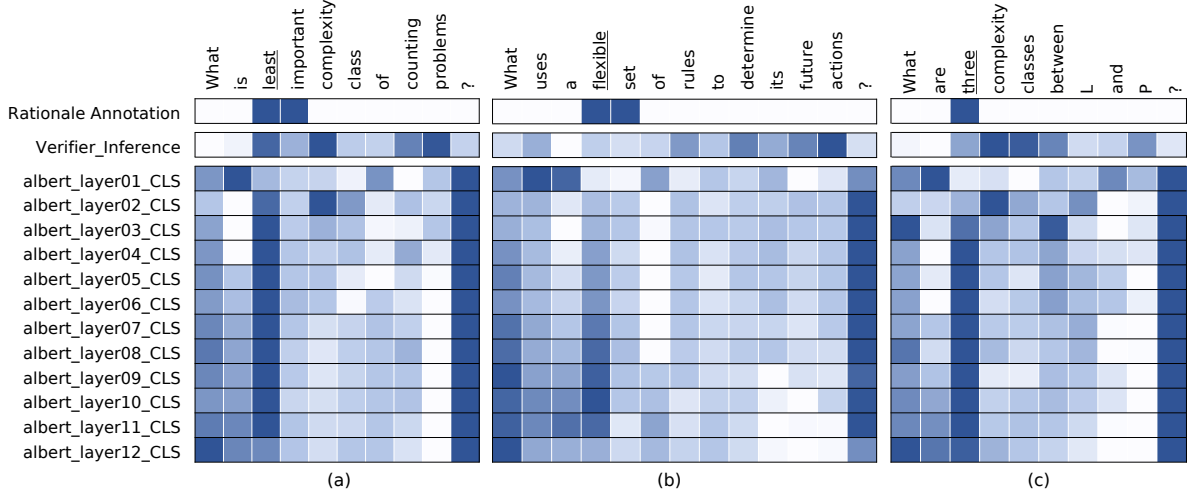 What is least important complexity class of counting problems ?
What uses a flexible set of rules to determine its future actions ?
What are three complexity classes between L and P ?
Rationale Annotation
Verifier_Inference
albert_layer01_CLS
albert_layer02_CLS
albert_layer03_CLS
albert_layer04_CLS
albert_layer05_CLS
albert_layer06_CLS
albert_layer07_CLS
albert_layer08_CLS
albert_layer09_CLS
albert_layer10_CLS
albert_layer11_CLS
albert_layer12_CLS
(a) (b) (c)